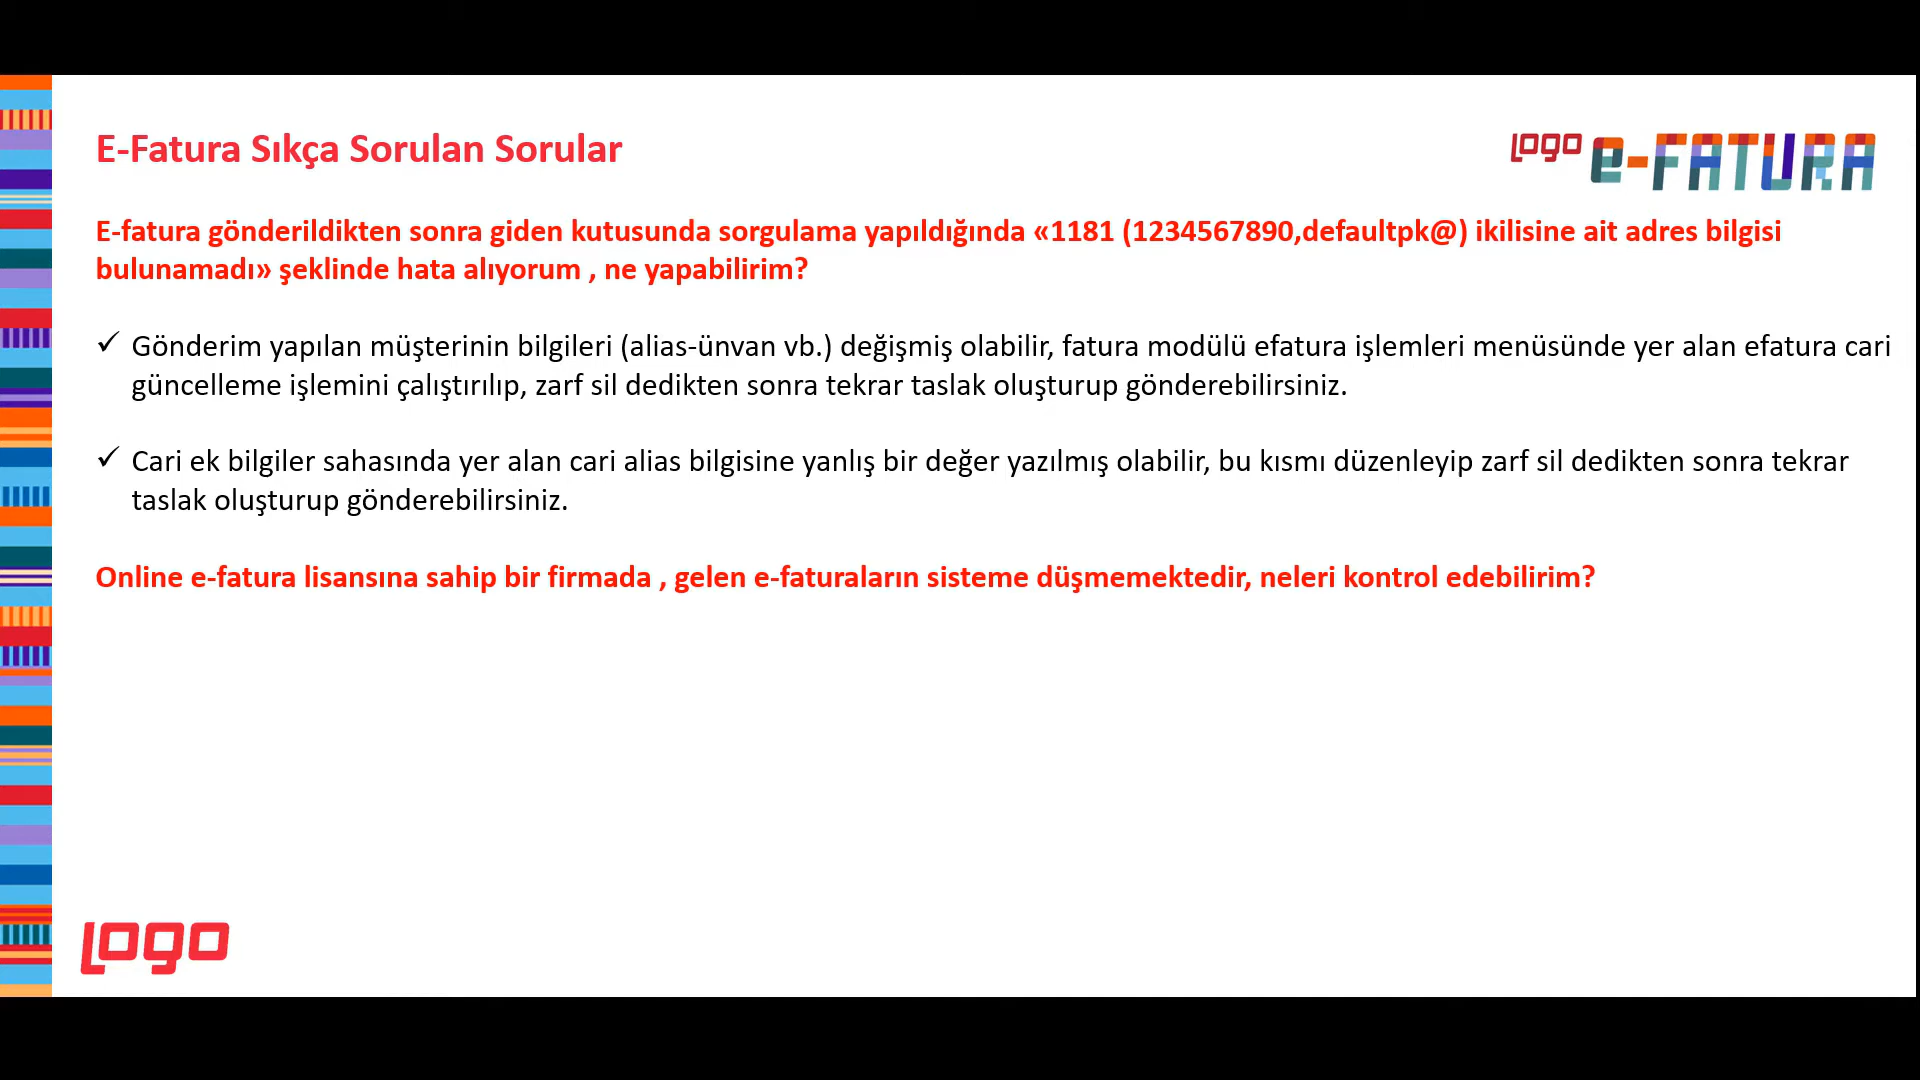 E-Fatura Sıkça Sorulan Sorular
logo e-FATURA
E-fatura gönderildikten sonra giden kutusunda sorgulama yapıldığında «1181 (1234567890,defaultpk@) ikilisine ait adres bilgisi
bulunamadı» şeklinde hata alıyorum , ne yapabilirim?
✓ Gönderim yapılan müşterinin bilgileri (alias-ünvan vb.) değişmiş olabilir, fatura modülü efatura işlemleri menüsünde yer alan efatura cari
güncelleme işlemini çalıştırılıp, zarf sil dedikten sonra tekrar taslak oluşturup gönderebilirsiniz.
✓ Cari ek bilgiler sahasında yer alan cari alias bilgisine yanlış bir değer yazılmış olabilir, bu kısmı düzenleyip zarf sil dedikten sonra tekrar
taslak oluşturup gönderebilirsiniz.
Online e-fatura lisansına sahip bir firmada , gelen e-faturaların sisteme düşmemektedir, neleri kontrol edebilirim?
logo